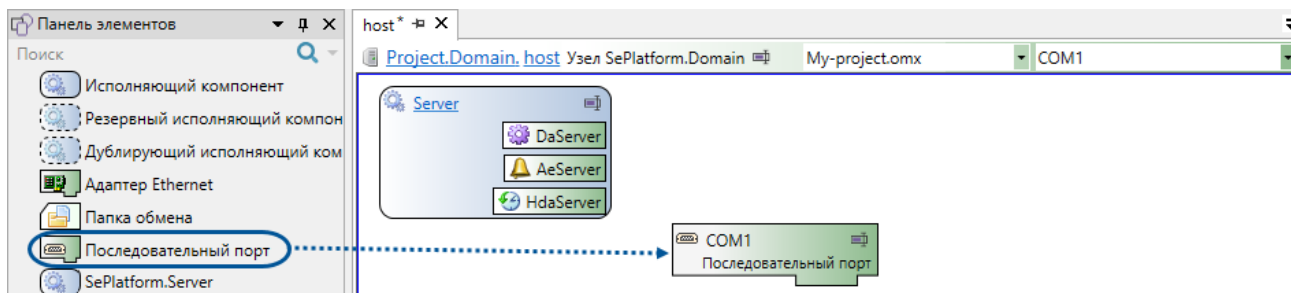 Панель элементов
Поиск
Исполняющий компонент
Резервный исполняющий компон
Дублирующий исполняющий ком
Адаптер Ethernet
Папка обмена
Последовательный порт
SePlatform.Server
host*
Project.Domain. host Узел SePlatform.Domain My-project.omx COM1
Server
DaServer
AeServer
HdaServer
COM1
Последовательный порт